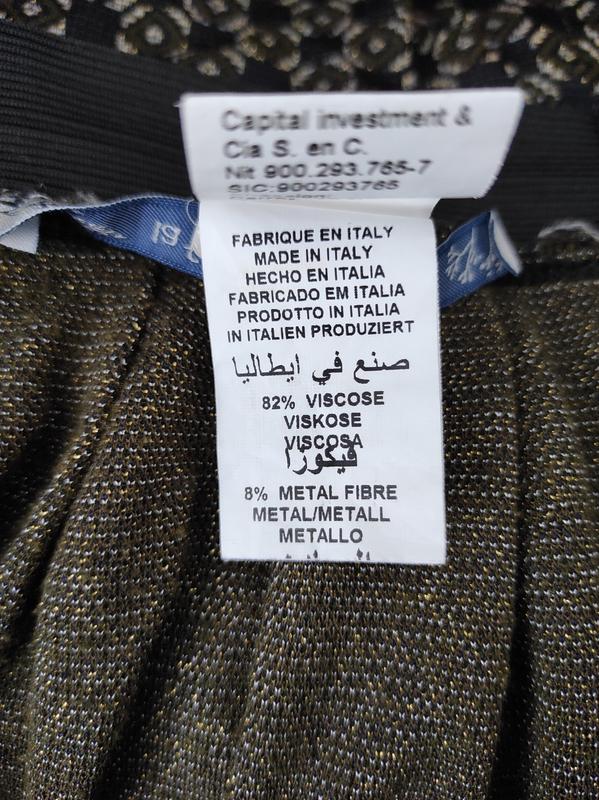 Capital investment &
Cia S. en C.
Nit 900.293.765-7
SIC:900293765
FABRIQUE EN ITALY
MADE IN ITALY
HECHO EN ITALIA
FABRICADO EM ITALIA
PRODOTTO IN ITALIA
IN ITALIEN PRODUZIERT
صنع في ايطاليا
82% VISCOSE
VISKOSE
VISCOSA
فيكوزا
8% METAL FIBRE
METAL/METALL
METALLO